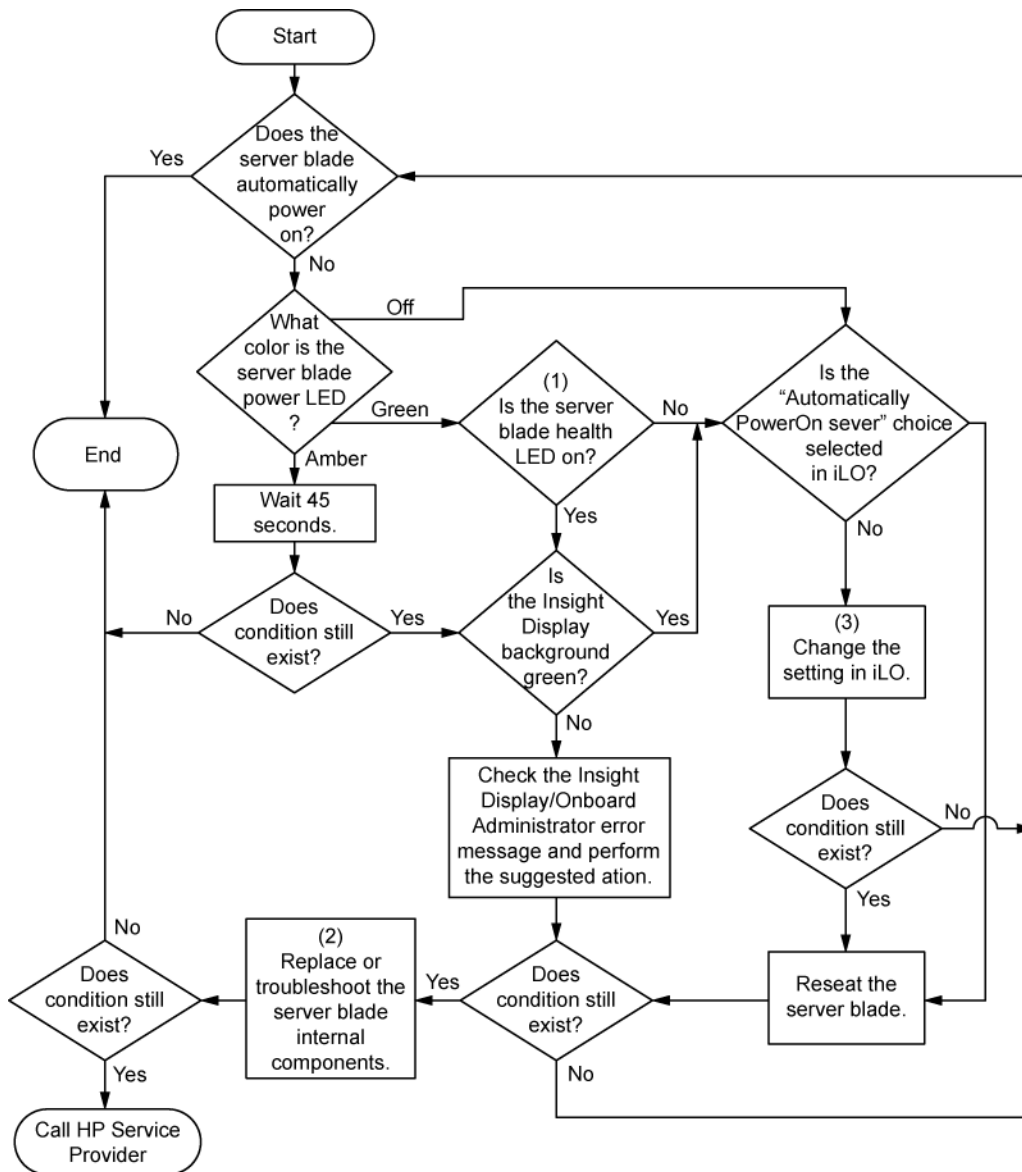 Start
Does the
server blade
automatically
power
on?
Yes
No
What
color is the
server blade
power LED
?
Off
Green
Amber
(1)
Is the server
blade health
LED on?
No
Yes
Is the
“Automatically
PowerOn sever” choice
selected
in iLO?
No
End
Wait 45
seconds.
Does
condition still
exist?
No
Yes
Is
the Insight
Display
background
green?
Yes
No
(3)
Change the
setting in iLO.
Check the Insight
Display/Onboard
Administrator error
message and perform
the suggested ation.
Does
condition still
exist?
No
Yes
Reseat the
server blade.
Does
condition still
exist?
Yes
No
(2)
Replace or
troubleshoot the
server blade
internal
components.
Does
condition still
exist?
No
Yes
Call HP Service
Provider